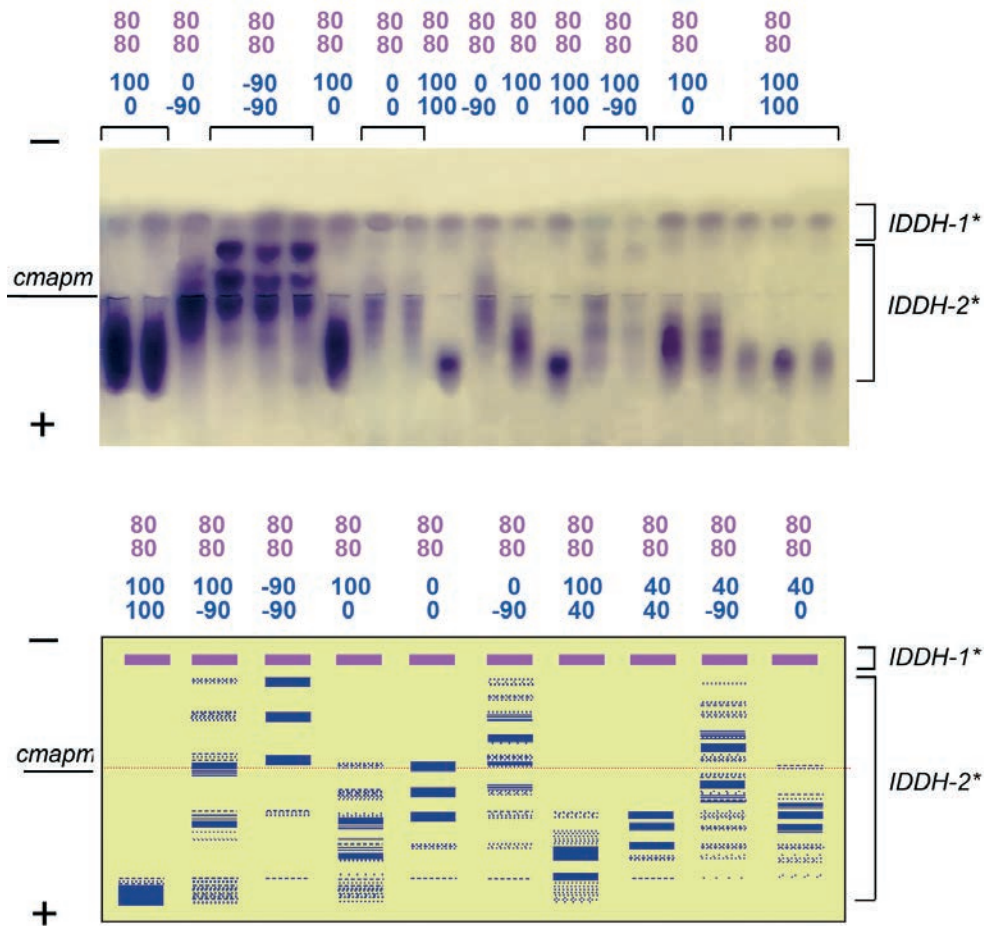 80 80 80 80 80 80 80 80 80 80 80 80
80 80 80 80 80 80 80 80 80 80 80 80
100 0 -90 100 0 100 0 100 100 100 100 100
0 -90 -90 0 0 100 -90 0 100 -90 0 100
−
IDDH-1*
cmapm
IDDH-2*
+
80 80 80 80 80 80 80 80 80 80
80 80 80 80 80 80 80 80 80 80
100 100 -90 100 0 0 100 40 40 40
100 -90 -90 0 0 -90 40 40 -90 0
−
IDDH-1*
cmapm
IDDH-2*
+